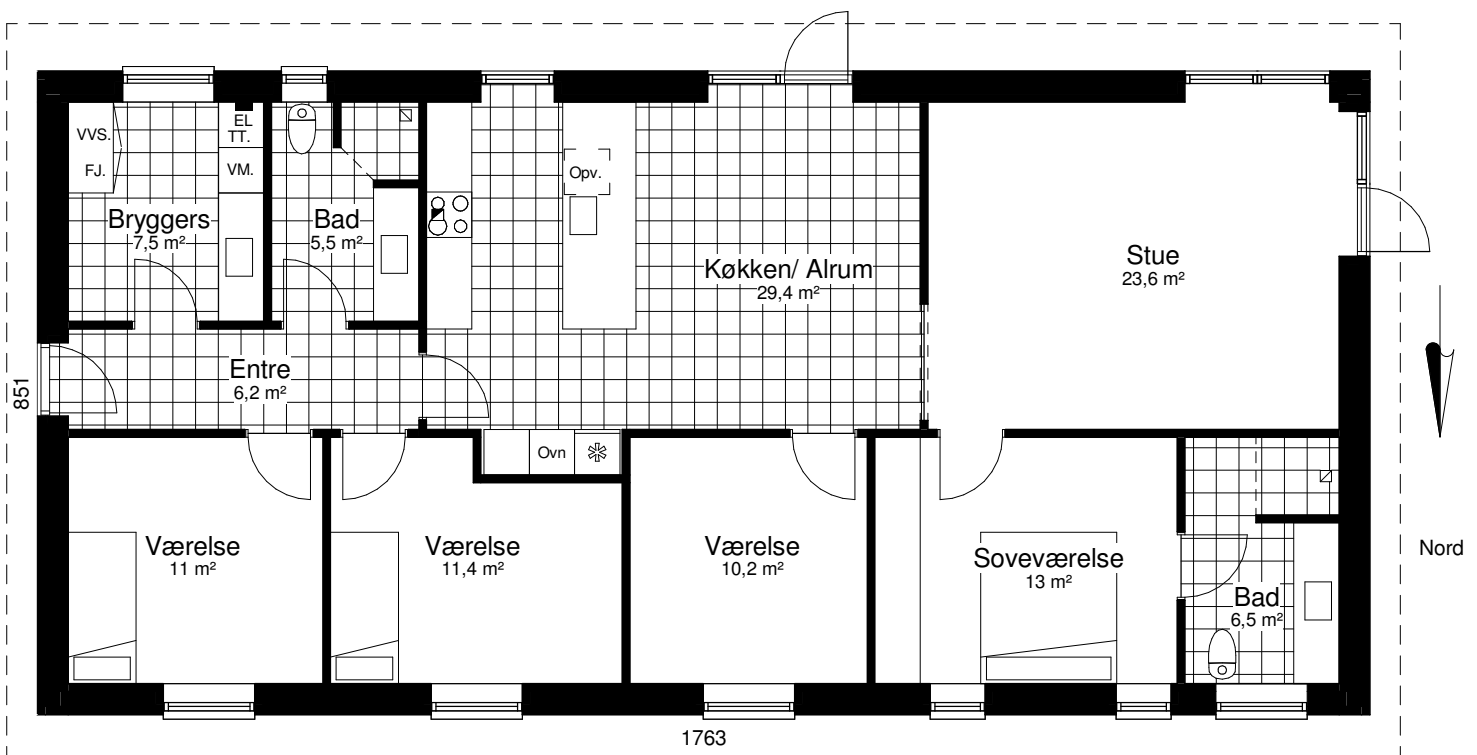 EL
TT.
VVS.
FJ.
VM.
Opv.
Bryggers
7,5 m²
Bad
5,5 m²
Køkken/ Alrum
29,4 m²
Stue
23,6 m²
Entre
6,2 m²
851
Ovn
Værelse
11 m²
Værelse
11,4 m²
Værelse
10,2 m²
Soveværelse
13 m²
Bad
6,5 m²
Nord
1763